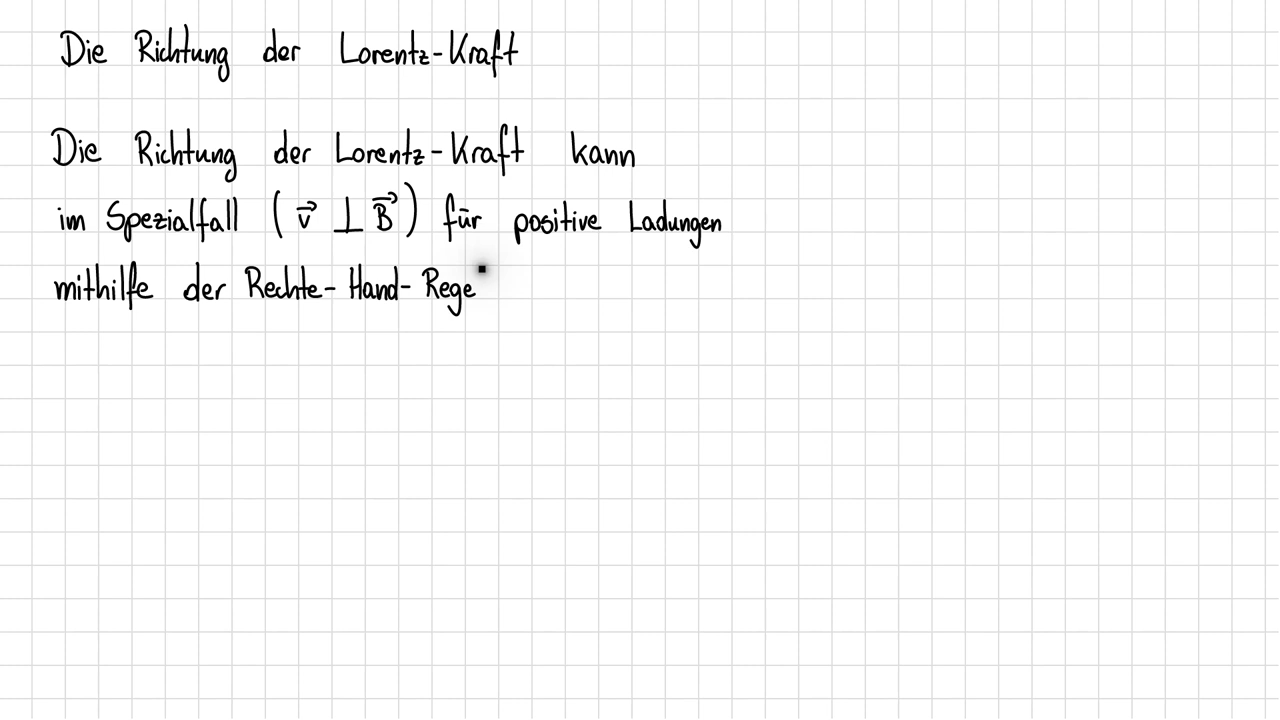 Die Richtung der Lorentz-Kraft
Die Richtung der Lorentz-Kraft kann
im Spezialfall (v⃗ ⊥ B⃗) für positive Ladungen
mithilfe der Rechte-Hand-Rege